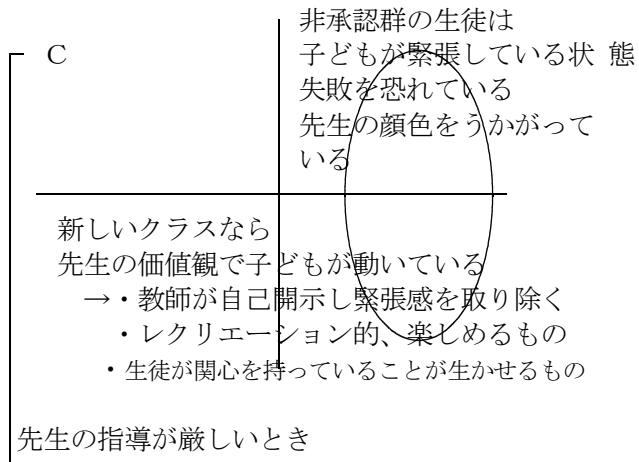 非承認群の生徒は
C 子どもが緊張している状 態
失敗を恐れている
先生の顔色をうかがって
いる
新しいクラスなら
先生の価値観で子どもが動いている
→・教師が自己開示し緊張感を取り除く
・レクリエーション的、楽しめるもの
・生徒が関心を持っていることが生かせるもの
先生の指導が厳しいとき